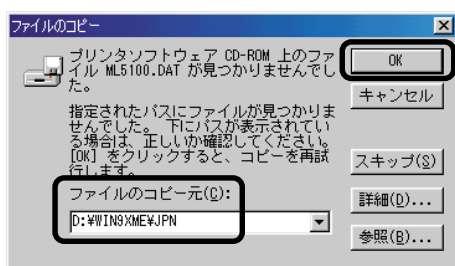 ファイルのコピー
プリンタソフトウェア CD-ROM 上のファ
イル ML5100.DAT が見つかりませんでし
た。
指定されたパスにファイルが見つかりま
せんでした。 下にパスが表示されてい
る場合は、正しいか確認してください。
[OK] をクリックすると、コピーを再試
行します。
ファイルのコピー元(C):
D:¥WIN9XME¥JPN
OK
キャンセル
スキップ(S)
詳細(D)...
参照(B)...